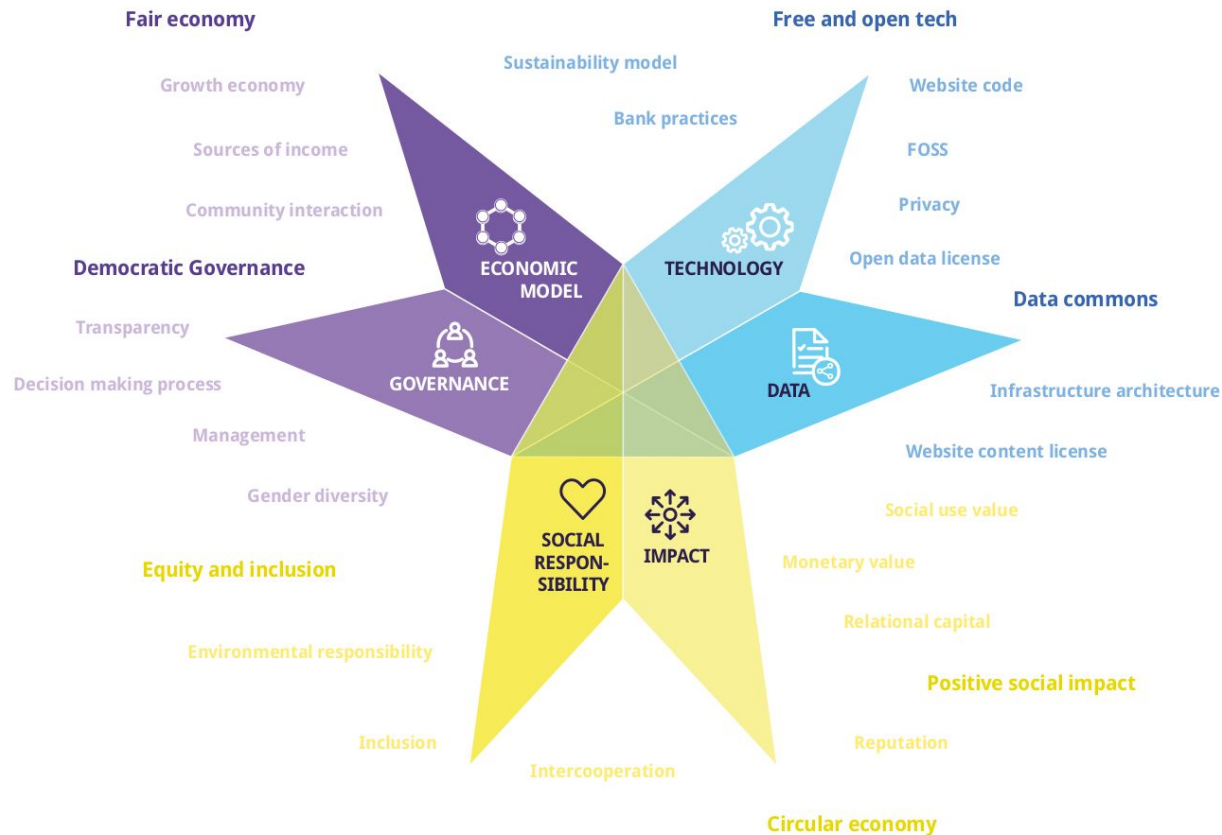 Fair economy
Free and open tech
Sustainability model
Growth economy
Website code
Bank practices
Sources of income
FOSS
Privacy
Community interaction
Open data license
ECONOMIC
MODEL
TECHNOLOGY
Democratic Governance
Data commons
Transparency
GOVERNANCE
DATA
Decision making process
Infrastructure architecture
Management
Website content license
Gender diversity
Social use value
SOCIAL
RESPON-
SIBILITY
IMPACT
Monetary value
Equity and inclusion
Relational capital
Environmental responsibility
Positive social impact
Inclusion
Reputation
Intercooperation
Circular economy